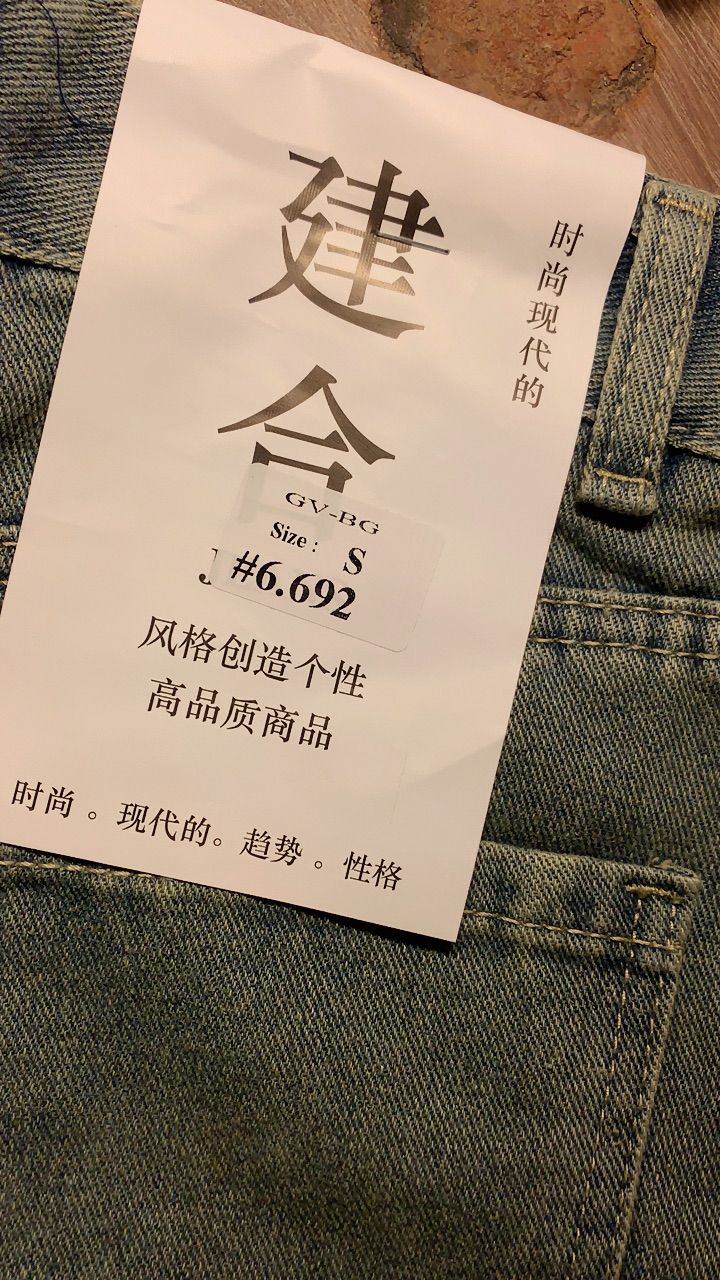 建
合
时尚现代的
GV-BG
Size : S
#6.692
风格创造个性
高品质商品
时尚 。现代的。趋势 。性格